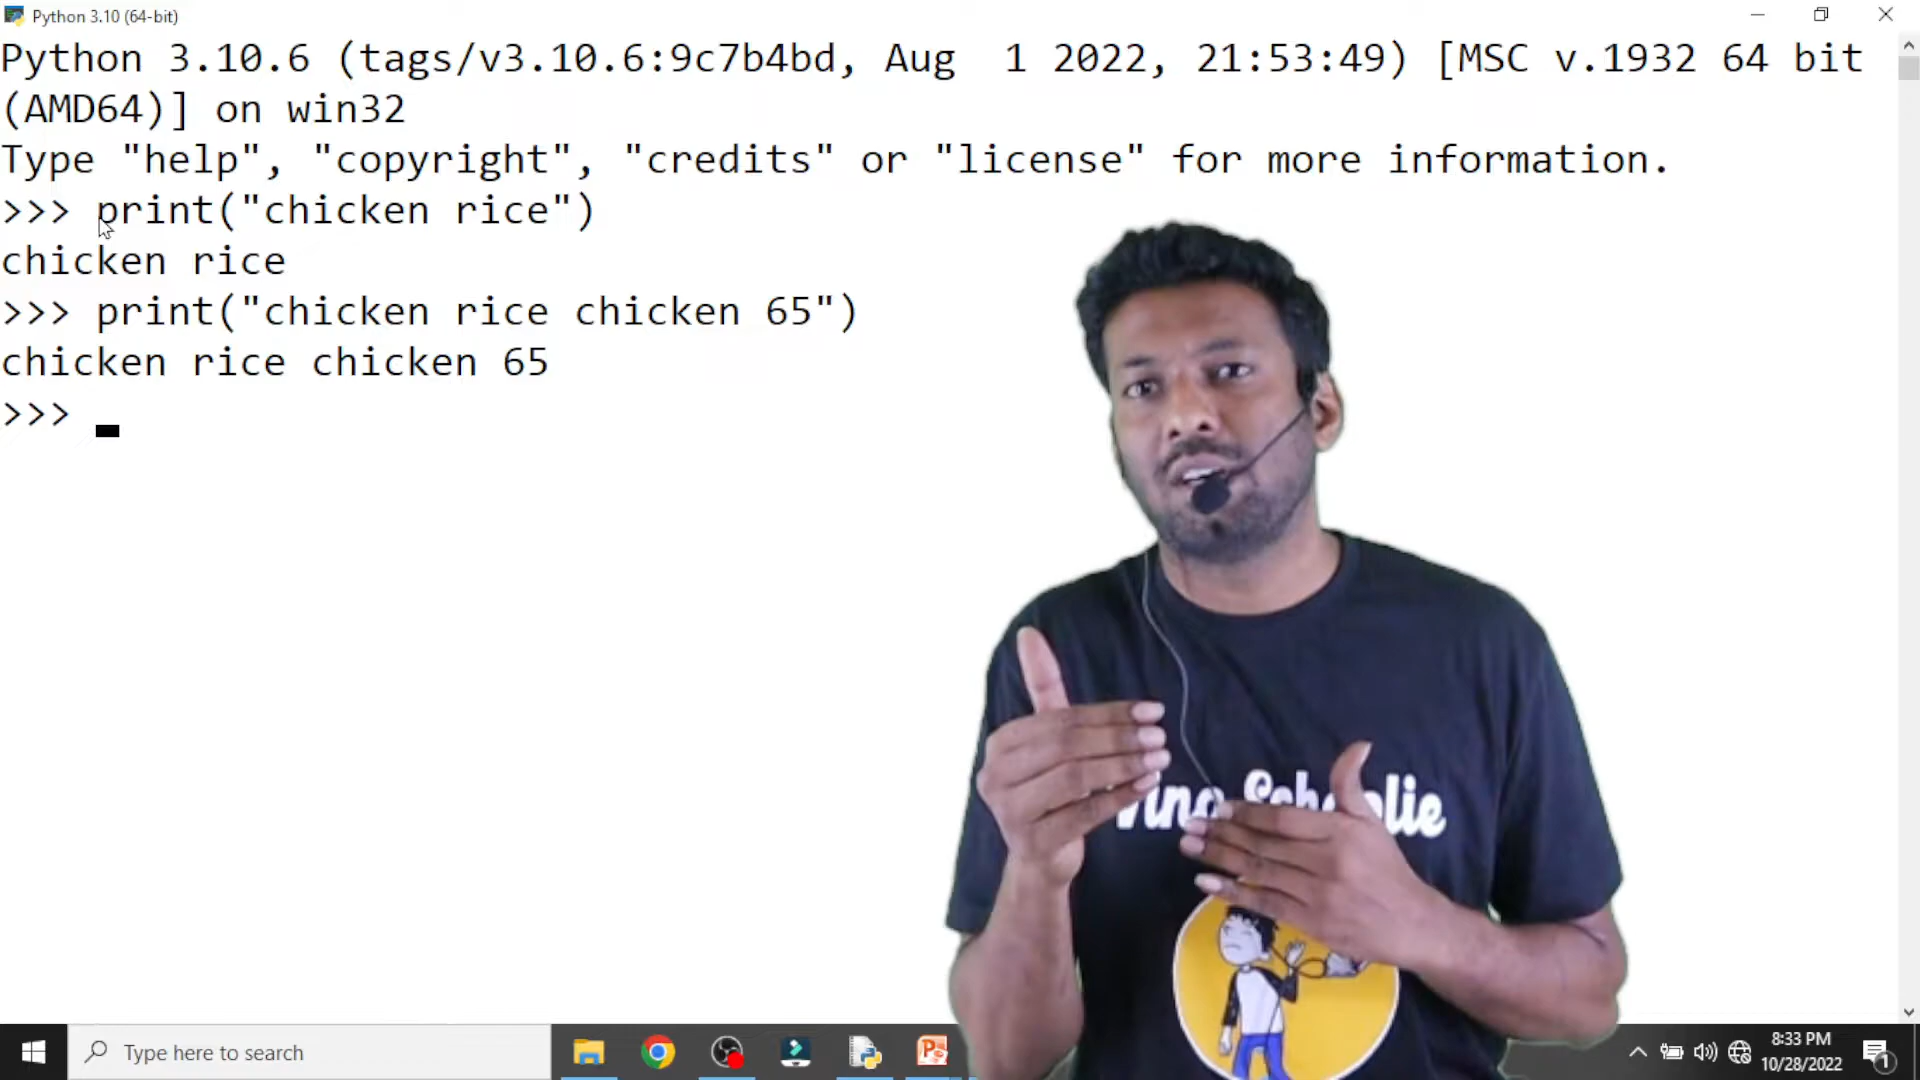 Python 3.10 (64-bit)
Python 3.10.6 (tags/v3.10.6:9c7b4bd, Aug  1 2022, 21:53:49) [MSC v.1932 64 bit
(AMD64)] on win32
Type "help", "copyright", "credits" or "license" for more information.
>>> print("chicken rice")
chicken rice
>>> print("chicken rice chicken 65")
chicken rice chicken 65
>>>
Schoolie
Type here to search
8:33 PM
10/28/2022
1